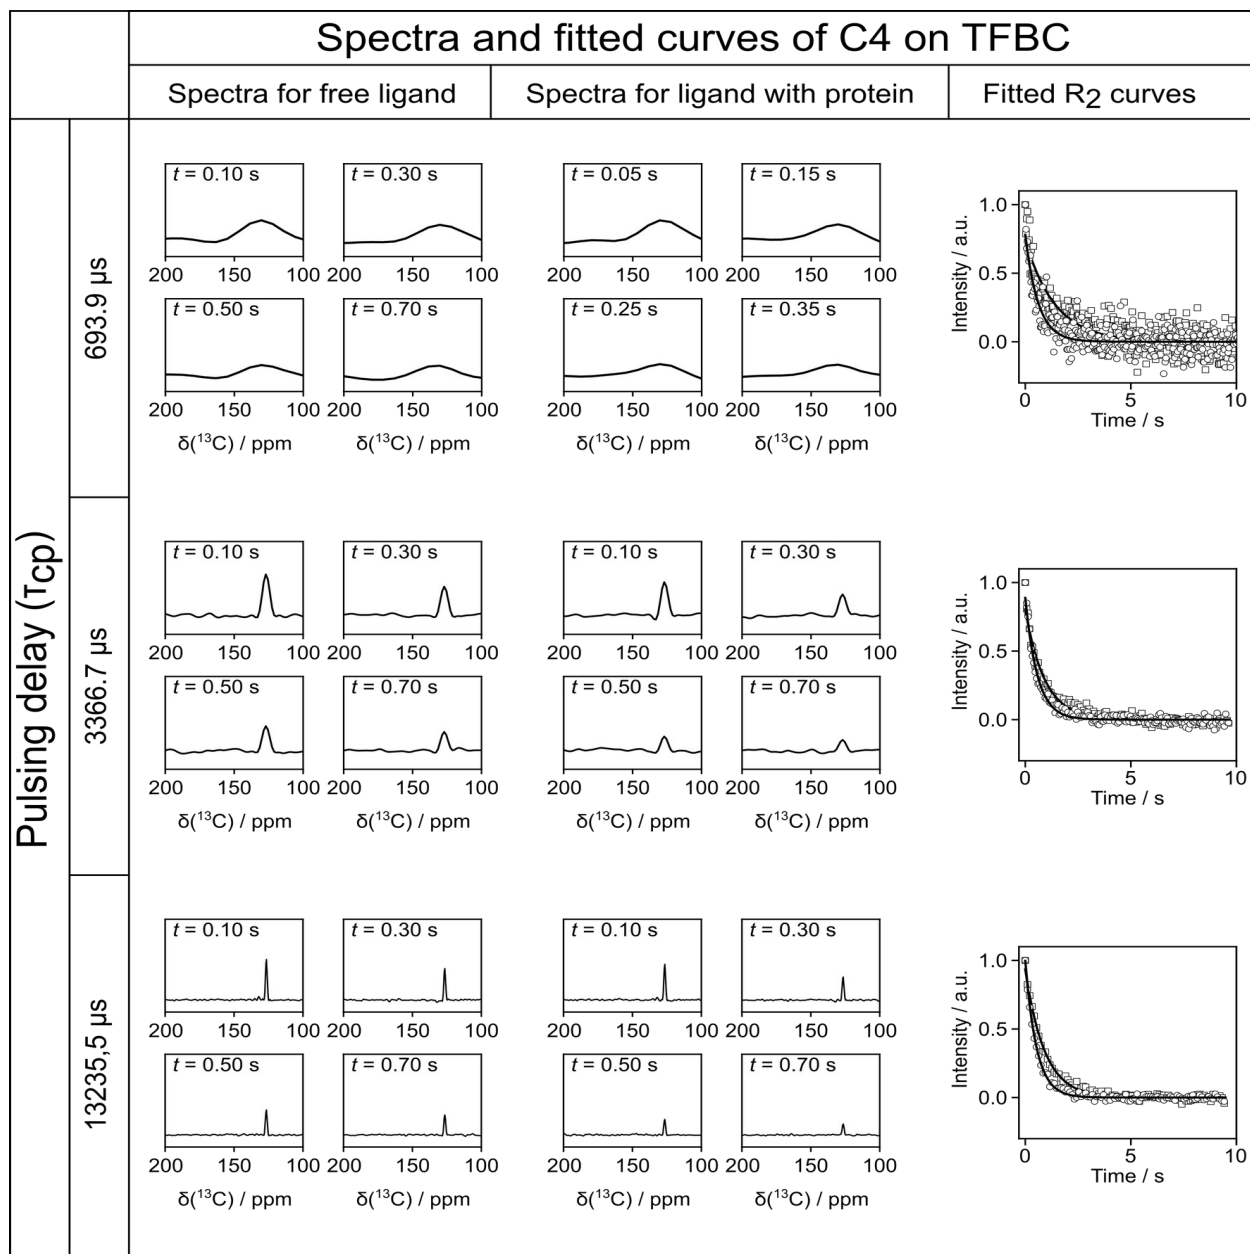 Spectra and fitted curves of C4 on TFBC
Spectra for free ligand
Spectra for ligand with protein
Fitted R2 curves
Pulsing delay (τcp)
693.9 µs
t = 0.10 s
200 150 100
t = 0.30 s
200 150 100
t = 0.50 s
200 150 100
δ(¹³C) / ppm
t = 0.70 s
200 150 100
δ(¹³C) / ppm
t = 0.05 s
200 150 100
t = 0.15 s
200 150 100
t = 0.25 s
200 150 100
δ(¹³C) / ppm
t = 0.35 s
200 150 100
δ(¹³C) / ppm
Intensity / a.u.
1.0
0.5
0.0
0 5 10
Time / s
3366.7 µs
t = 0.10 s
200 150 100
t = 0.30 s
200 150 100
t = 0.50 s
200 150 100
δ(¹³C) / ppm
t = 0.70 s
200 150 100
δ(¹³C) / ppm
t = 0.10 s
200 150 100
t = 0.30 s
200 150 100
t = 0.50 s
200 150 100
δ(¹³C) / ppm
t = 0.70 s
200 150 100
δ(¹³C) / ppm
Intensity / a.u.
1.0
0.5
0.0
0 5 10
Time / s
13235,5 µs
t = 0.10 s
200 150 100
t = 0.30 s
200 150 100
t = 0.50 s
200 150 100
δ(¹³C) / ppm
t = 0.70 s
200 150 100
δ(¹³C) / ppm
t = 0.10 s
200 150 100
t = 0.30 s
200 150 100
t = 0.50 s
200 150 100
δ(¹³C) / ppm
t = 0.70 s
200 150 100
δ(¹³C) / ppm
Intensity / a.u.
1.0
0.5
0.0
0 5 10
Time / s